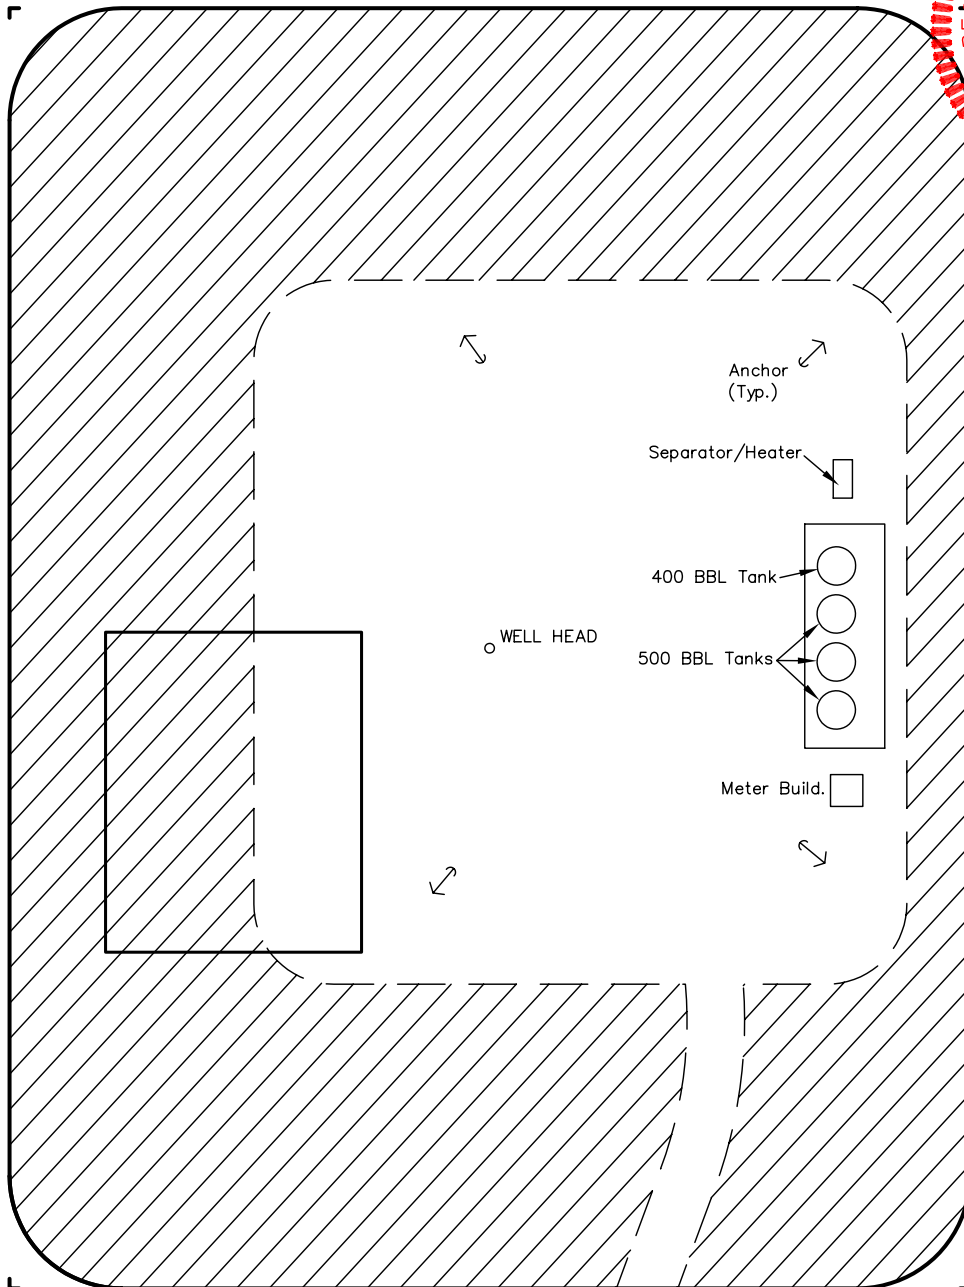 Anchor
(Typ.)
Separator/Heater
400 BBL Tank
WELL HEAD
500 BBL Tanks
Meter Build.